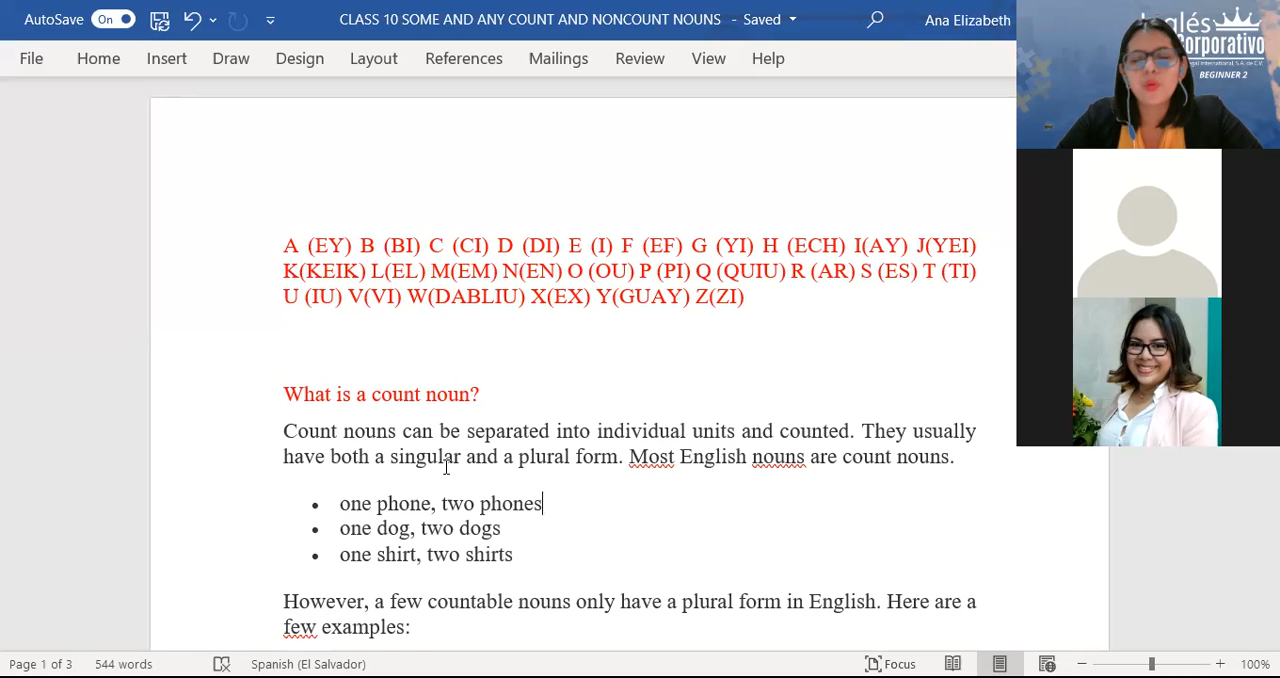 AutoSave On CLASS 10 SOME AND ANY COUNT AND NONCOUNT NOUNS - Saved Ana Elizabeth
File Home Insert Draw Design Layout References Mailings Review View Help
Inglés
Corporativo
BEGINNER 2
A (EY) B (BI) C (CI) D (DI) E (I) F (EF) G (YI) H (ECH) I(AY) J(YEI)
K(KEIK) L(EL) M(EM) N(EN) O (OU) P (PI) Q (QUIU) R (AR) S (ES) T (TI)
U (IU) V(VI) W(DABLIU) X(EX) Y(GUAY) Z(ZI)
What is a count noun?
Count nouns can be separated into individual units and counted. They usually
have both a singular and a plural form. Most English nouns are count nouns.
• one phone, two phones
• one dog, two dogs
• one shirt, two shirts
However, a few countable nouns only have a plural form in English. Here are a
few examples:
Page 1 of 3 544 words Spanish (El Salvador) Focus 100%